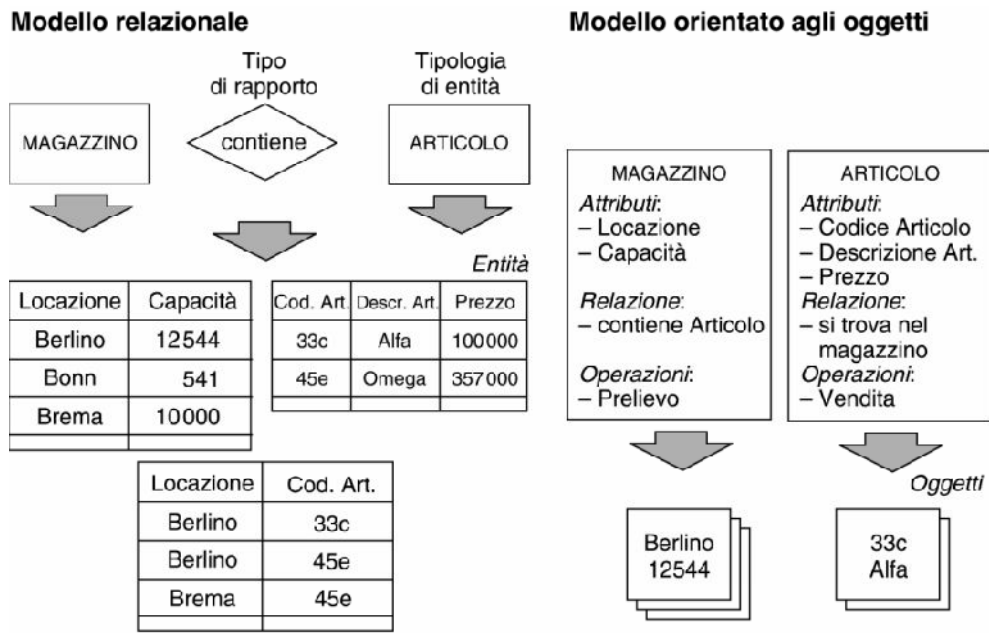 Modello relazionale
Tipo
di rapporto
Tipologia
di entità
MAGAZZINO
contiene
ARTICOLO
Entità
Locazione Capacità
Berlino 12544
Bonn 541
Brema 10000
Cod. Art. Descr. Art. Prezzo
33c Alfa 100000
45e Omega 357000
Locazione Cod. Art.
Berlino 33c
Berlino 45e
Brema 45e
Modello orientato agli oggetti
MAGAZZINO
Attributi:
– Locazione
– Capacità
Relazione:
– contiene Articolo
Operazioni:
– Prelievo
ARTICOLO
Attributi:
– Codice Articolo
– Descrizione Art.
– Prezzo
Relazione:
– si trova nel
magazzino
Operazioni:
– Vendita
Oggetti
Berlino
12544
33c
Alfa